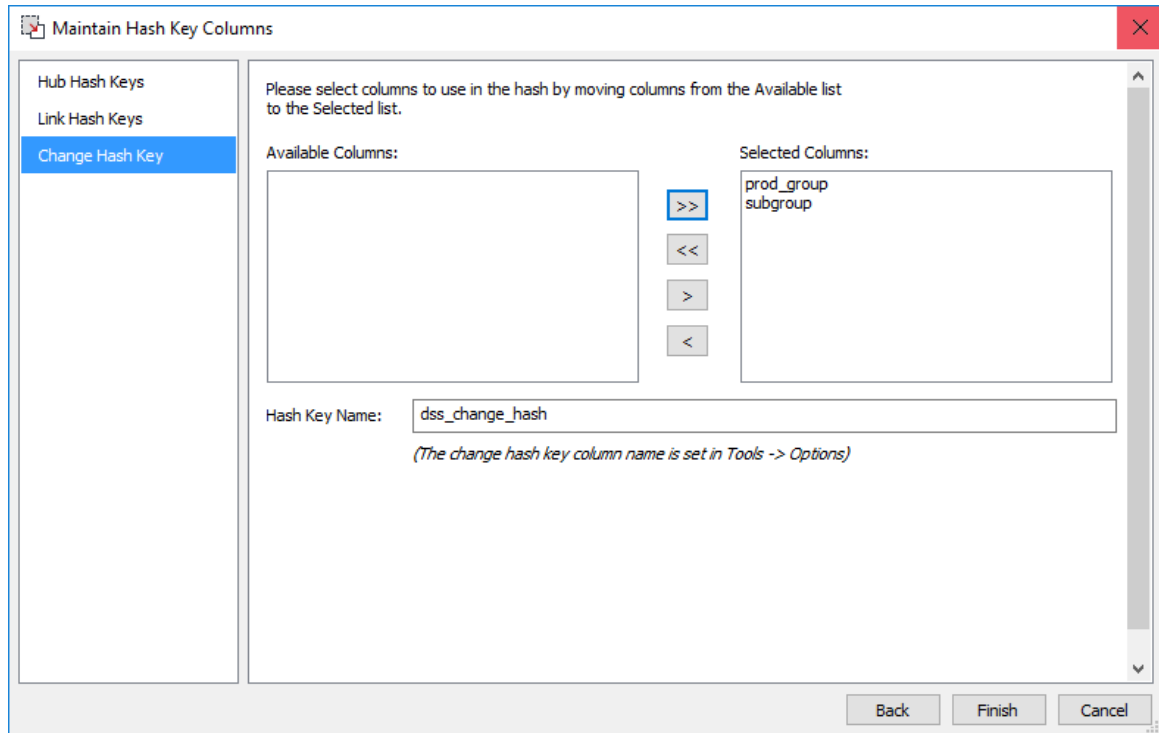 Maintain Hash Key Columns
Hub Hash Keys
Link Hash Keys
Change Hash Key
Please select columns to use in the hash by moving columns from the Available list
to the Selected list.
Available Columns:
Selected Columns:
prod_group
subgroup
>>
<<
>
<
Hash Key Name:
dss_change_hash
(The change hash key column name is set in Tools -> Options)
Back
Finish
Cancel